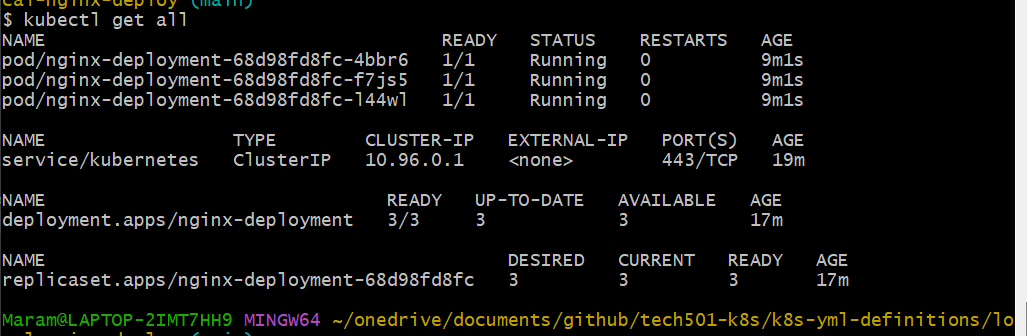 cal-nginx-deploy (main)
$ kubectl get all
NAME READY STATUS RESTARTS AGE
pod/nginx-deployment-68d98fd8fc-4bbr6 1/1 Running 0 9m1s
pod/nginx-deployment-68d98fd8fc-f7js5 1/1 Running 0 9m1s
pod/nginx-deployment-68d98fd8fc-l44wl 1/1 Running 0 9m1s
NAME TYPE CLUSTER-IP EXTERNAL-IP PORT(S) AGE
service/kubernetes ClusterIP 10.96.0.1 <none> 443/TCP 19m
NAME READY UP-TO-DATE AVAILABLE AGE
deployment.apps/nginx-deployment 3/3 3 3 17m
NAME DESIRED CURRENT READY AGE
replicaset.apps/nginx-deployment-68d98fd8fc 3 3 3 17m
Maram@LAPTOP-2IMT7HH9 MINGW64 ~/onedrive/documents/github/tech501-k8s/k8s-yml-definitions/lo